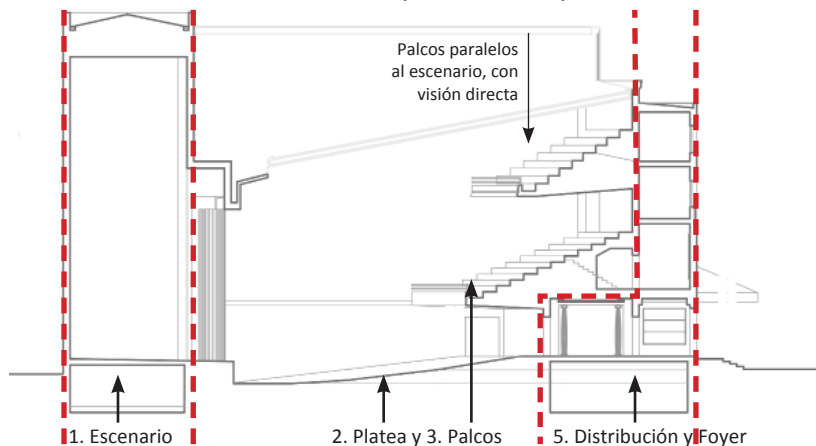 Palcos paralelos
al escenario, con
visión directa
1. Escenario
2. Platea y 3. Palcos
5. Distribución y Foyer